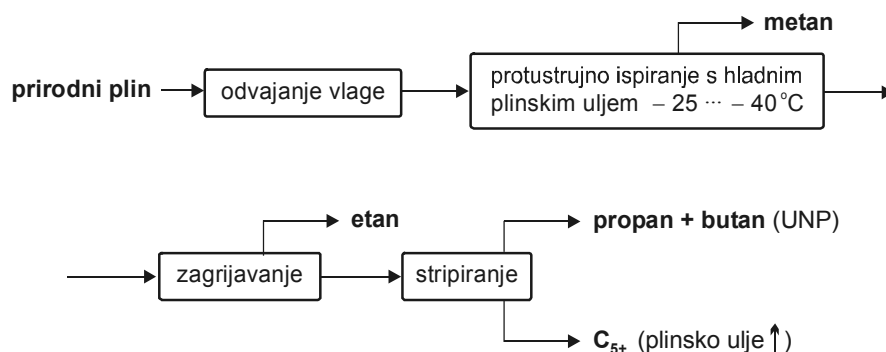 metan
prirodni plin
odvajanje vlage
protustrujno ispiranje s hladnim
plinskim uljem – 25 ··· – 40 °C
etan
propan + butan (UNP)
zagrijavanje
stripiranje
C₅₊ (plinsko ulje↑)